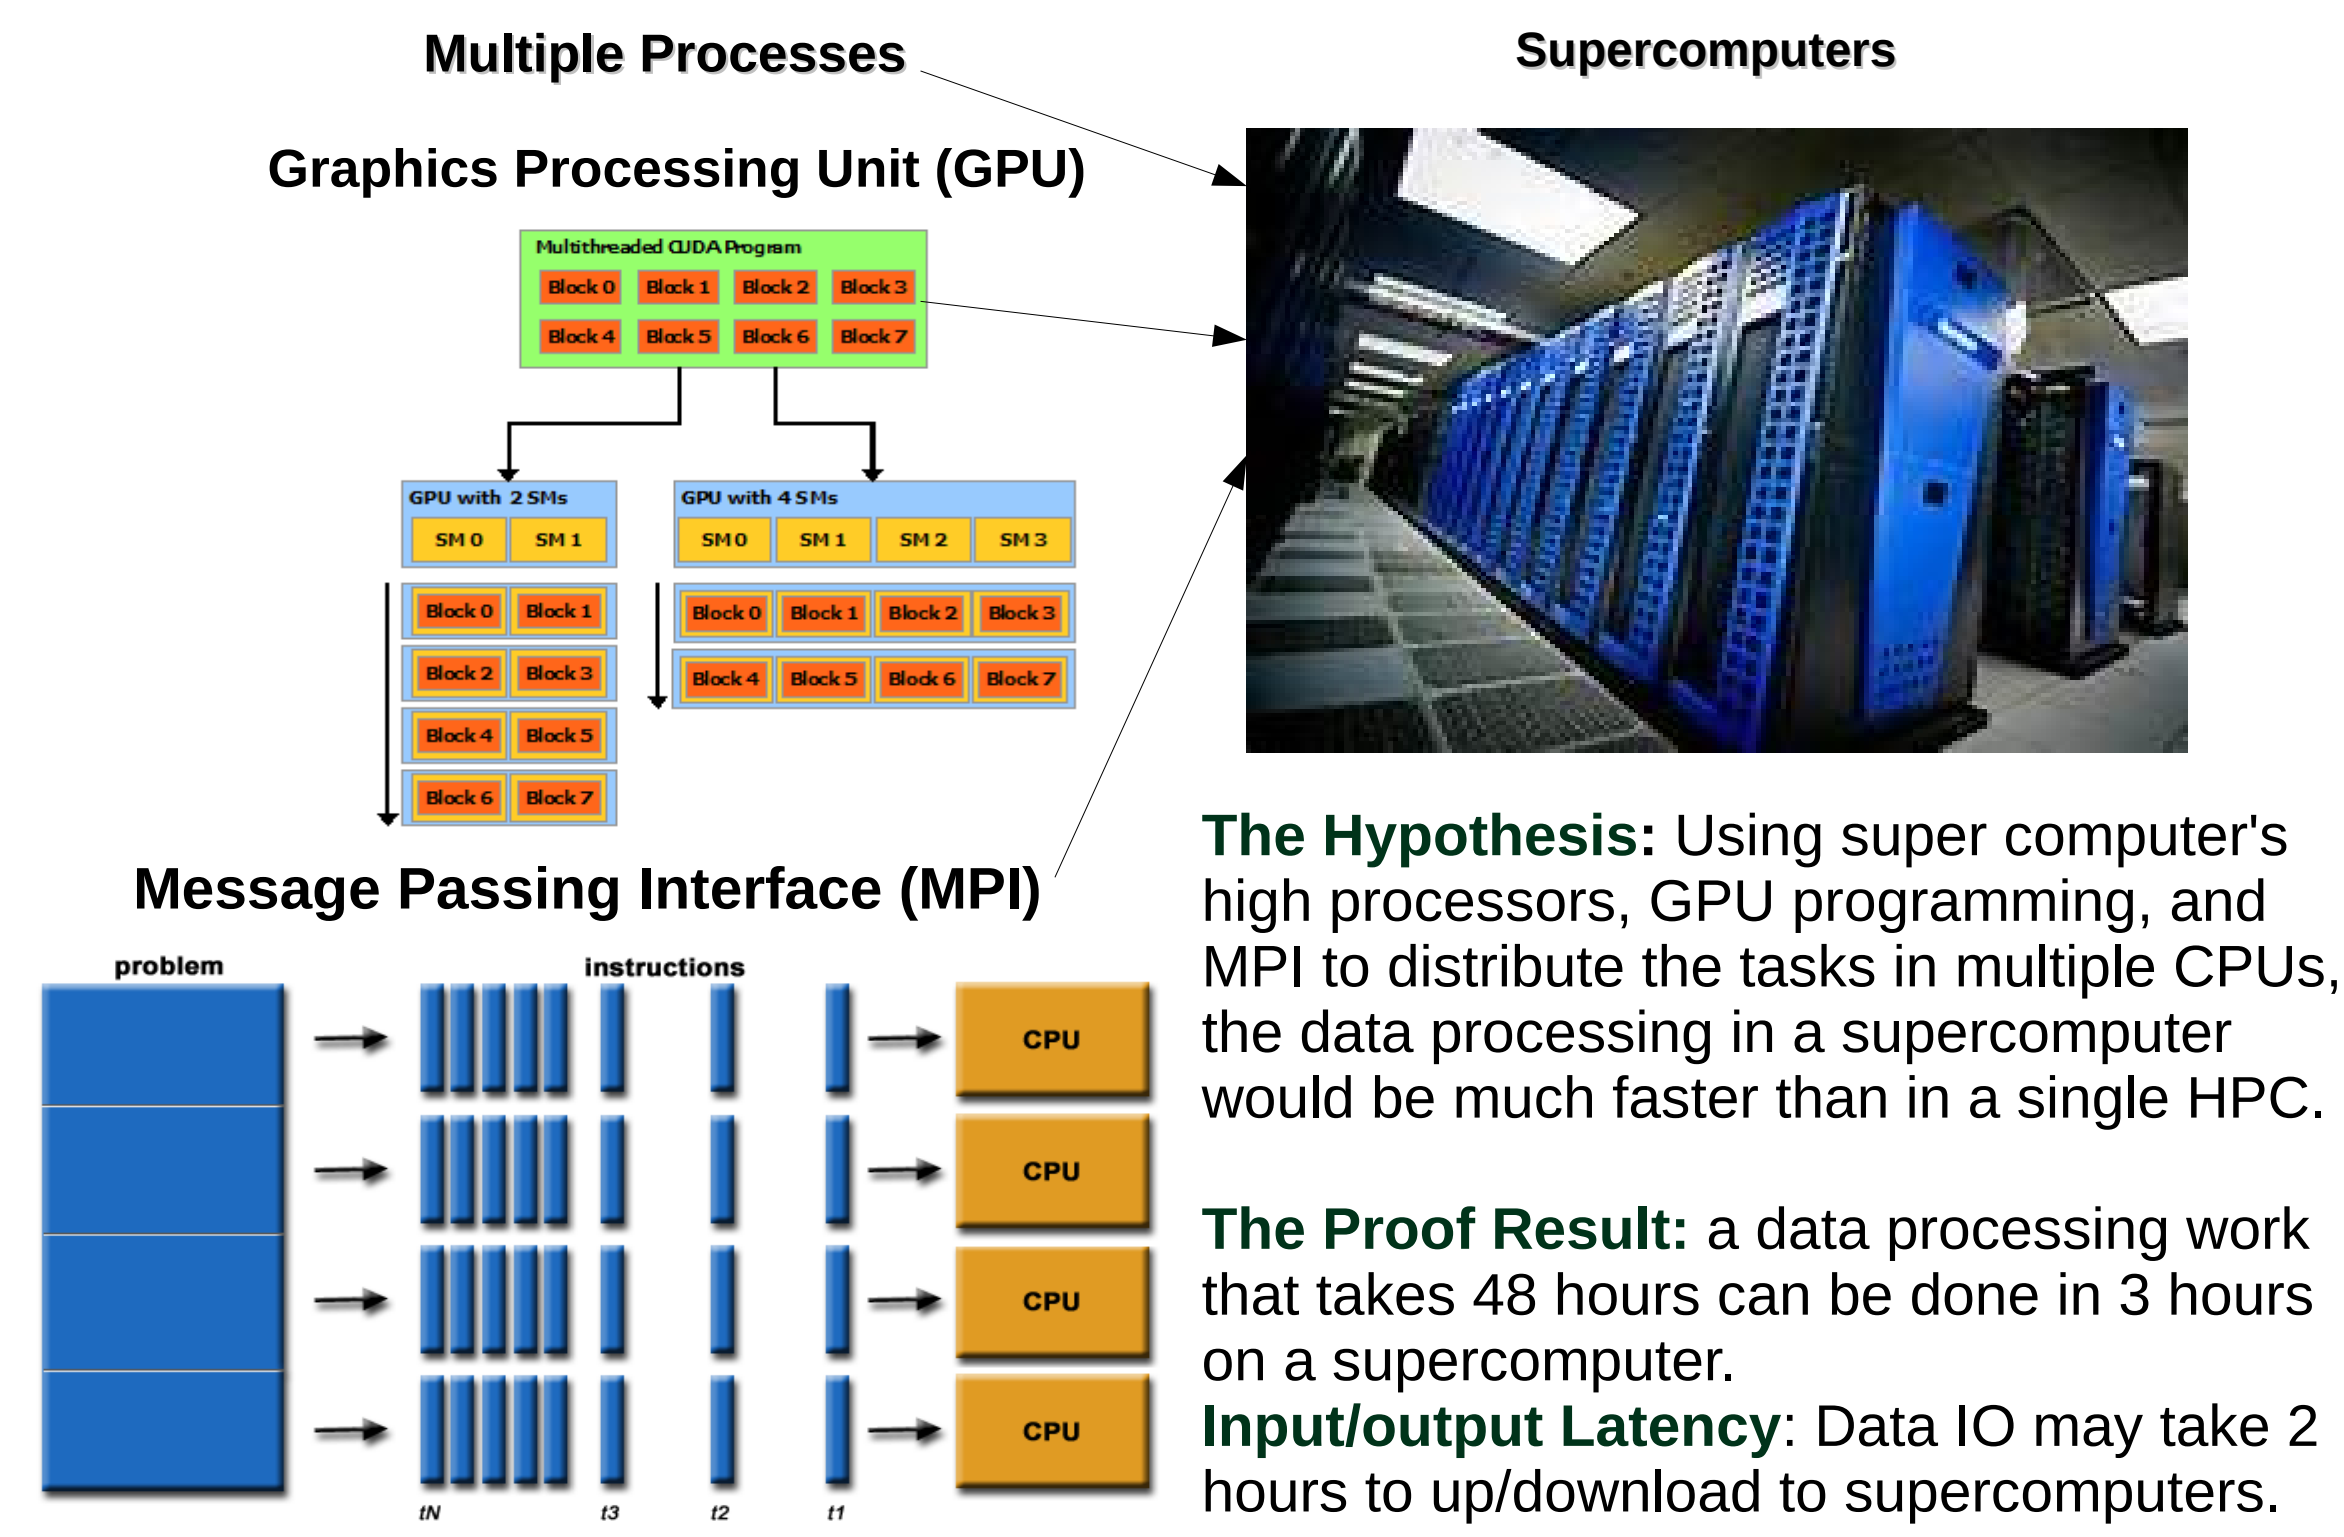 Multiple Processes
Supercomputers
Graphics Processing Unit (GPU)
Multithreaded CUDA Program
Block 0 Block 1 Block 2 Block 3
Block 4 Block 5 Block 6 Block 7
GPU with 2 SMs
SM 0 SM 1
Block 0 Block 1
Block 2 Block 3
Block 4 Block 5
Block 6 Block 7
GPU with 4 SMs
SM 0 SM 1 SM 2 SM 3
Block 0 Block 1 Block 2 Block 3
Block 4 Block 5 Block 6 Block 7
Message Passing Interface (MPI)
problem
instructions
CPU
CPU
CPU
CPU
tN t3 t2 t1
The Hypothesis: Using super computer's
high processors, GPU programming, and
MPI to distribute the tasks in multiple CPUs,
the data processing in a supercomputer
would be much faster than in a single HPC.
The Proof Result: a data processing work
that takes 48 hours can be done in 3 hours
on a supercomputer.
Input/output Latency: Data IO may take 2
hours to up/download to supercomputers.